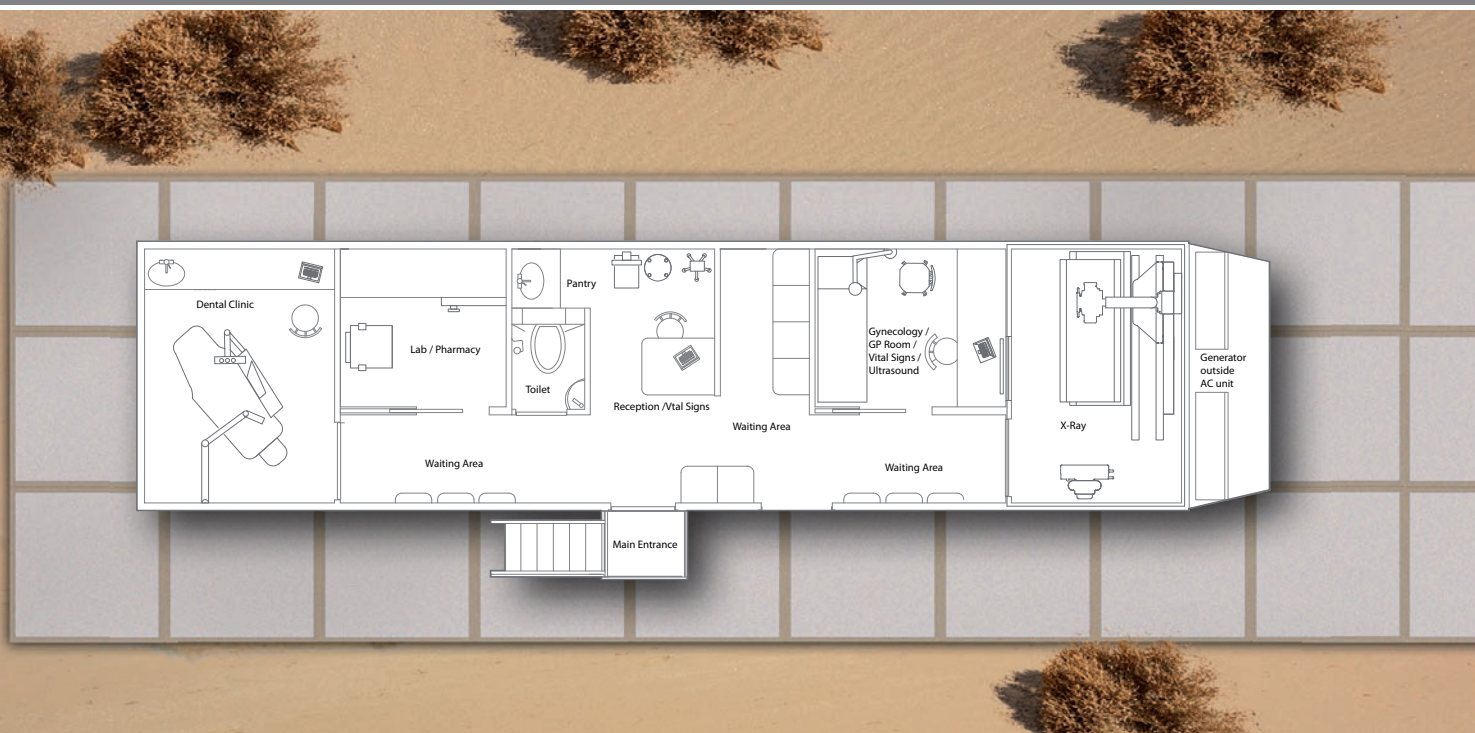 Dental Clinic
Lab / Pharmacy
Pantry
Toilet
Reception /Vtal Signs
Waiting Area
Waiting Area
Waiting Area
Gynecology /
GP Room /
Vital Signs /
Ultrasound
X-Ray
Generator
outside
AC unit
Main Entrance